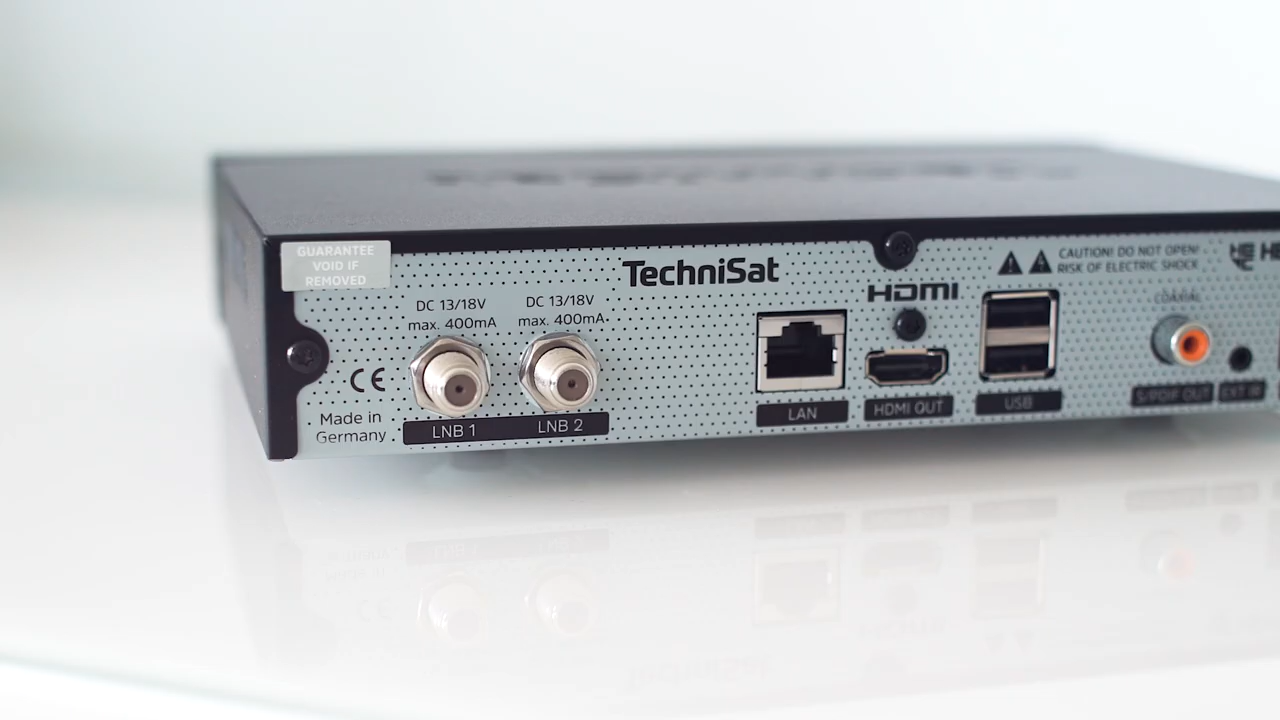 GUARANTEE
VOID IF
REMOVED
DC 13/18V
max. 400mA
DC 13/18V
max. 400mA
TechniSat
HDMI
CAUTION! DO NOT OPEN!
RISK OF ELECTRIC SHOCK
COAXIAL
CE
Made in
Germany
LNB 1
LNB 2
LAN
HDMI OUT
USB
S/PDIF OUT
EXT IR